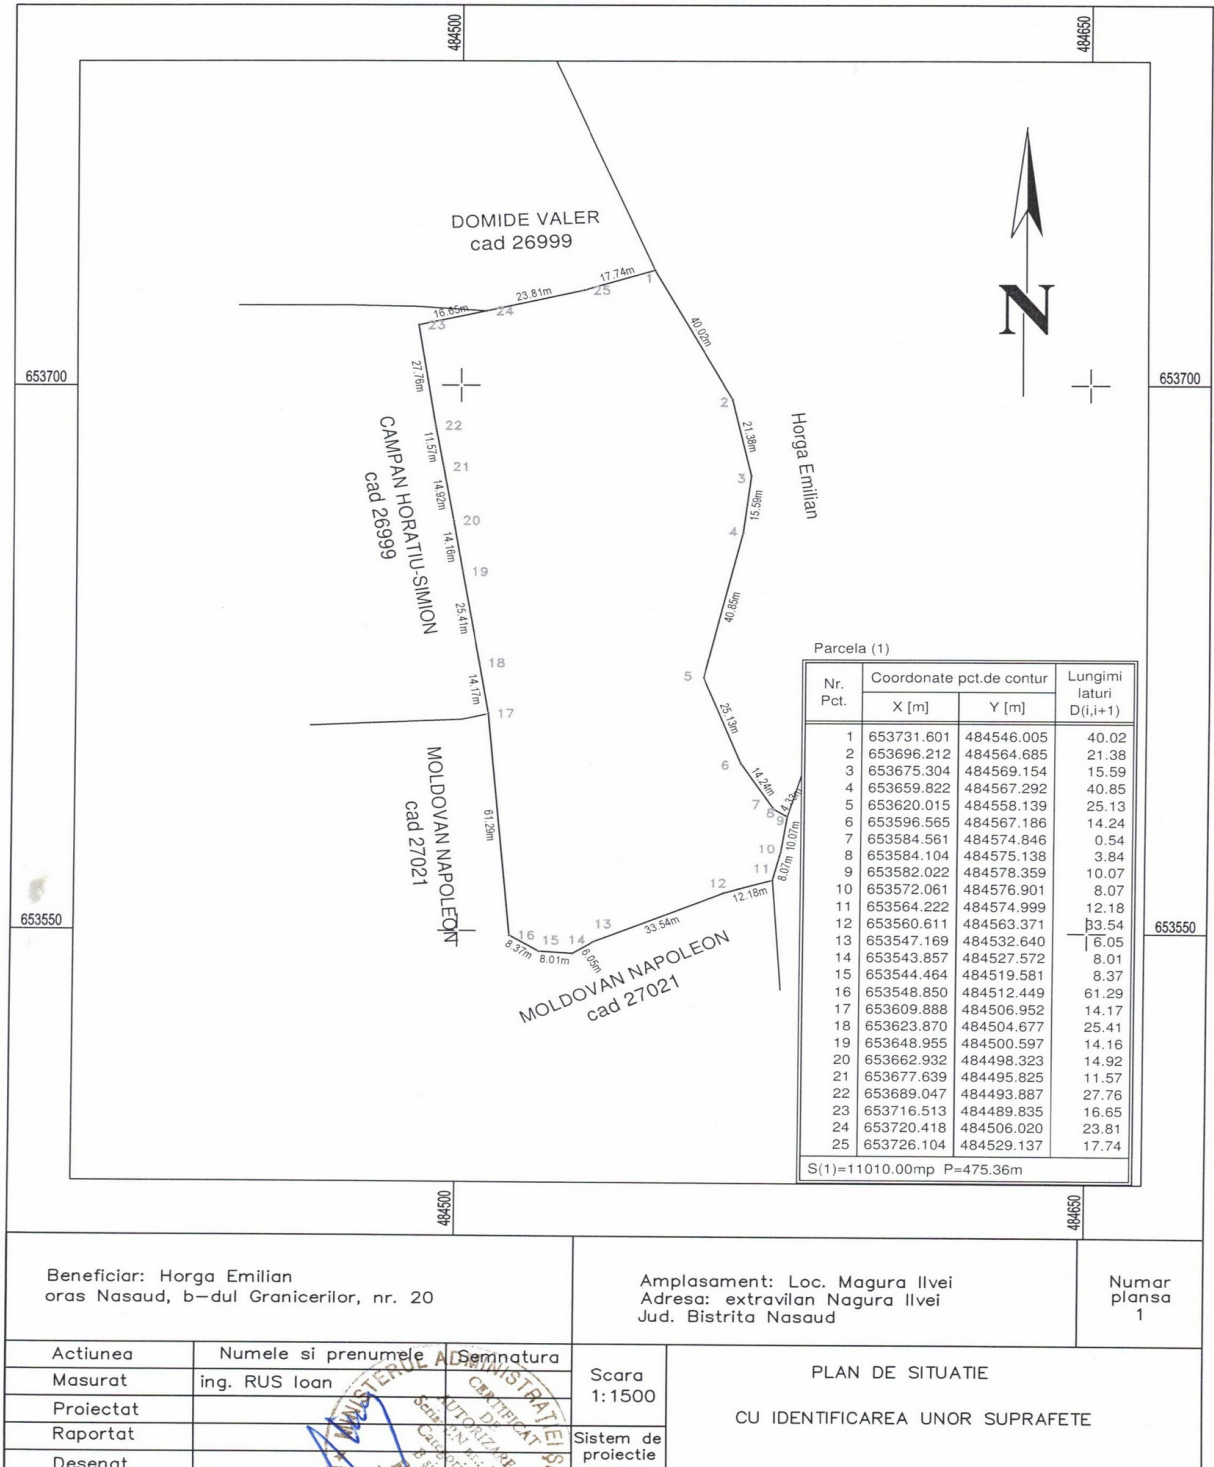 484500
484650
DOMIDE VALER
cad 26999
17.74m
1
23.81m
25
16.65m
24
23
N
27.76m
40.02m
653700
653700
2
22
11.57m
21.38m
Horga Emilian
CAMPAN HORATIU-SIMION
cad 26999
21
3
14.92m
15.59m
20
4
14.16m
19
25.41m
40.85m
18
5
14.17m
17
25.13m
MOLDOVAN NAPOLEON
cad 27021
6
14.24m
7
8
9
4.33m
61.29m
10.07m
10
11
8.07m
12
12.18m
653550
653550
13
33.54m
16
15
14
8.37m
8.01m
6.05m
MOLDOVAN NAPOLEON
cad 27021
Parcela (1)
Nr. Pct. Coordonate pct.de contur Lungimi laturi D(i,i+1)
X [m] Y [m]
1 653731.601 484546.005 40.02
2 653696.212 484564.685 21.38
3 653675.304 484569.154 15.59
4 653659.822 484567.292 40.85
5 653620.015 484558.139 25.13
6 653596.565 484567.186 14.24
7 653584.561 484574.846 0.54
8 653584.104 484575.138 3.84
9 653582.022 484578.359 10.07
10 653572.061 484576.901 8.07
11 653564.222 484574.999 12.18
12 653560.611 484563.371 33.54
13 653547.169 484532.640 6.05
14 653543.857 484527.572 8.01
15 653544.464 484519.581 8.37
16 653548.850 484512.449 61.29
17 653609.888 484506.952 14.17
18 653623.870 484504.677 25.41
19 653648.955 484500.597 14.16
20 653662.932 484498.323 14.92
21 653677.639 484495.825 11.57
22 653689.047 484493.887 27.76
23 653716.513 484489.835 16.65
24 653720.418 484506.020 23.81
25 653726.104 484529.137 17.74
S(1)=11010.00mp P=475.36m
484500
484650
Beneficiar: Horga Emilian
oras Nasaud, b-dul Granicerilor, nr. 20
Amplasament: Loc. Magura Ilvei
Adresa: extravilan Nagura Ilvei
Jud. Bistrita Nasaud
Numar
plansa
1
Actiunea Numele si prenumele Semnatura
Masurat ing. RUS Ioan
Proiectat
Raportat
Desenat
Scara
1:1500
Sistem de
proiectie
PLAN DE SITUATIE
CU IDENTIFICAREA UNOR SUPRAFETE
MINISTERUL ADMINISTRAȚIEI
CERTIFICAT
DE
AUTORIZARE